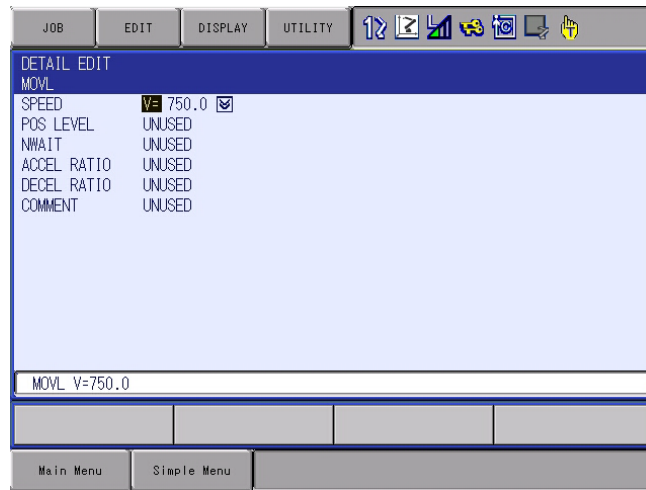 JOB EDIT DISPLAY UTILITY
DETAIL EDIT
MOVL
SPEED V= 750.0
POS LEVEL UNUSED
NWAIT UNUSED
ACCEL RATIO UNUSED
DECEL RATIO UNUSED
COMMENT UNUSED
MOVL V=750.0
Main Menu Simple Menu